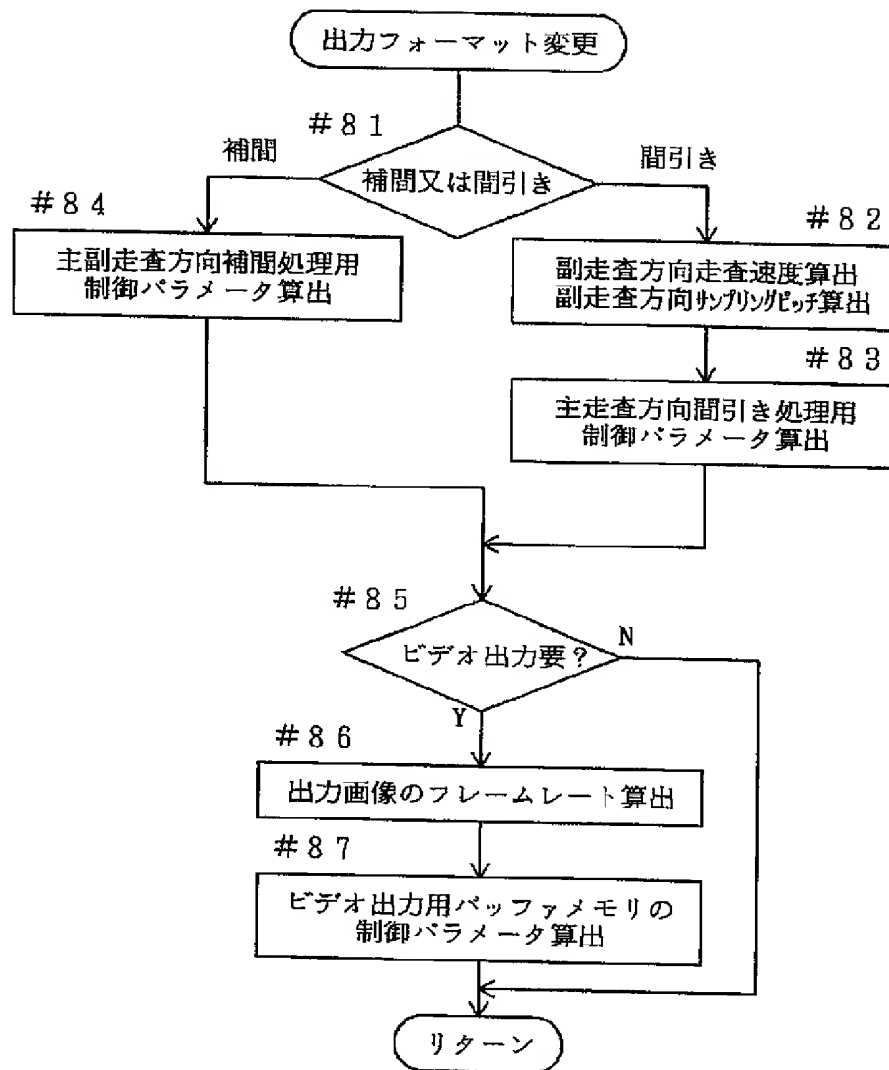 出力フォーマット変更
#81
補間
補間又は間引き
間引き
#84
主副走査方向補間処理用
制御パラメータ算出
#82
副走査方向走査速度算出
副走査方向サンプリングピッチ算出
#83
主走査方向間引き処理用
制御パラメータ算出
#85
ビデオ出力要?
N
Y
#86
出力画像のフレームレート算出
#87
ビデオ出力用バッファメモリの
制御パラメータ算出
リターン